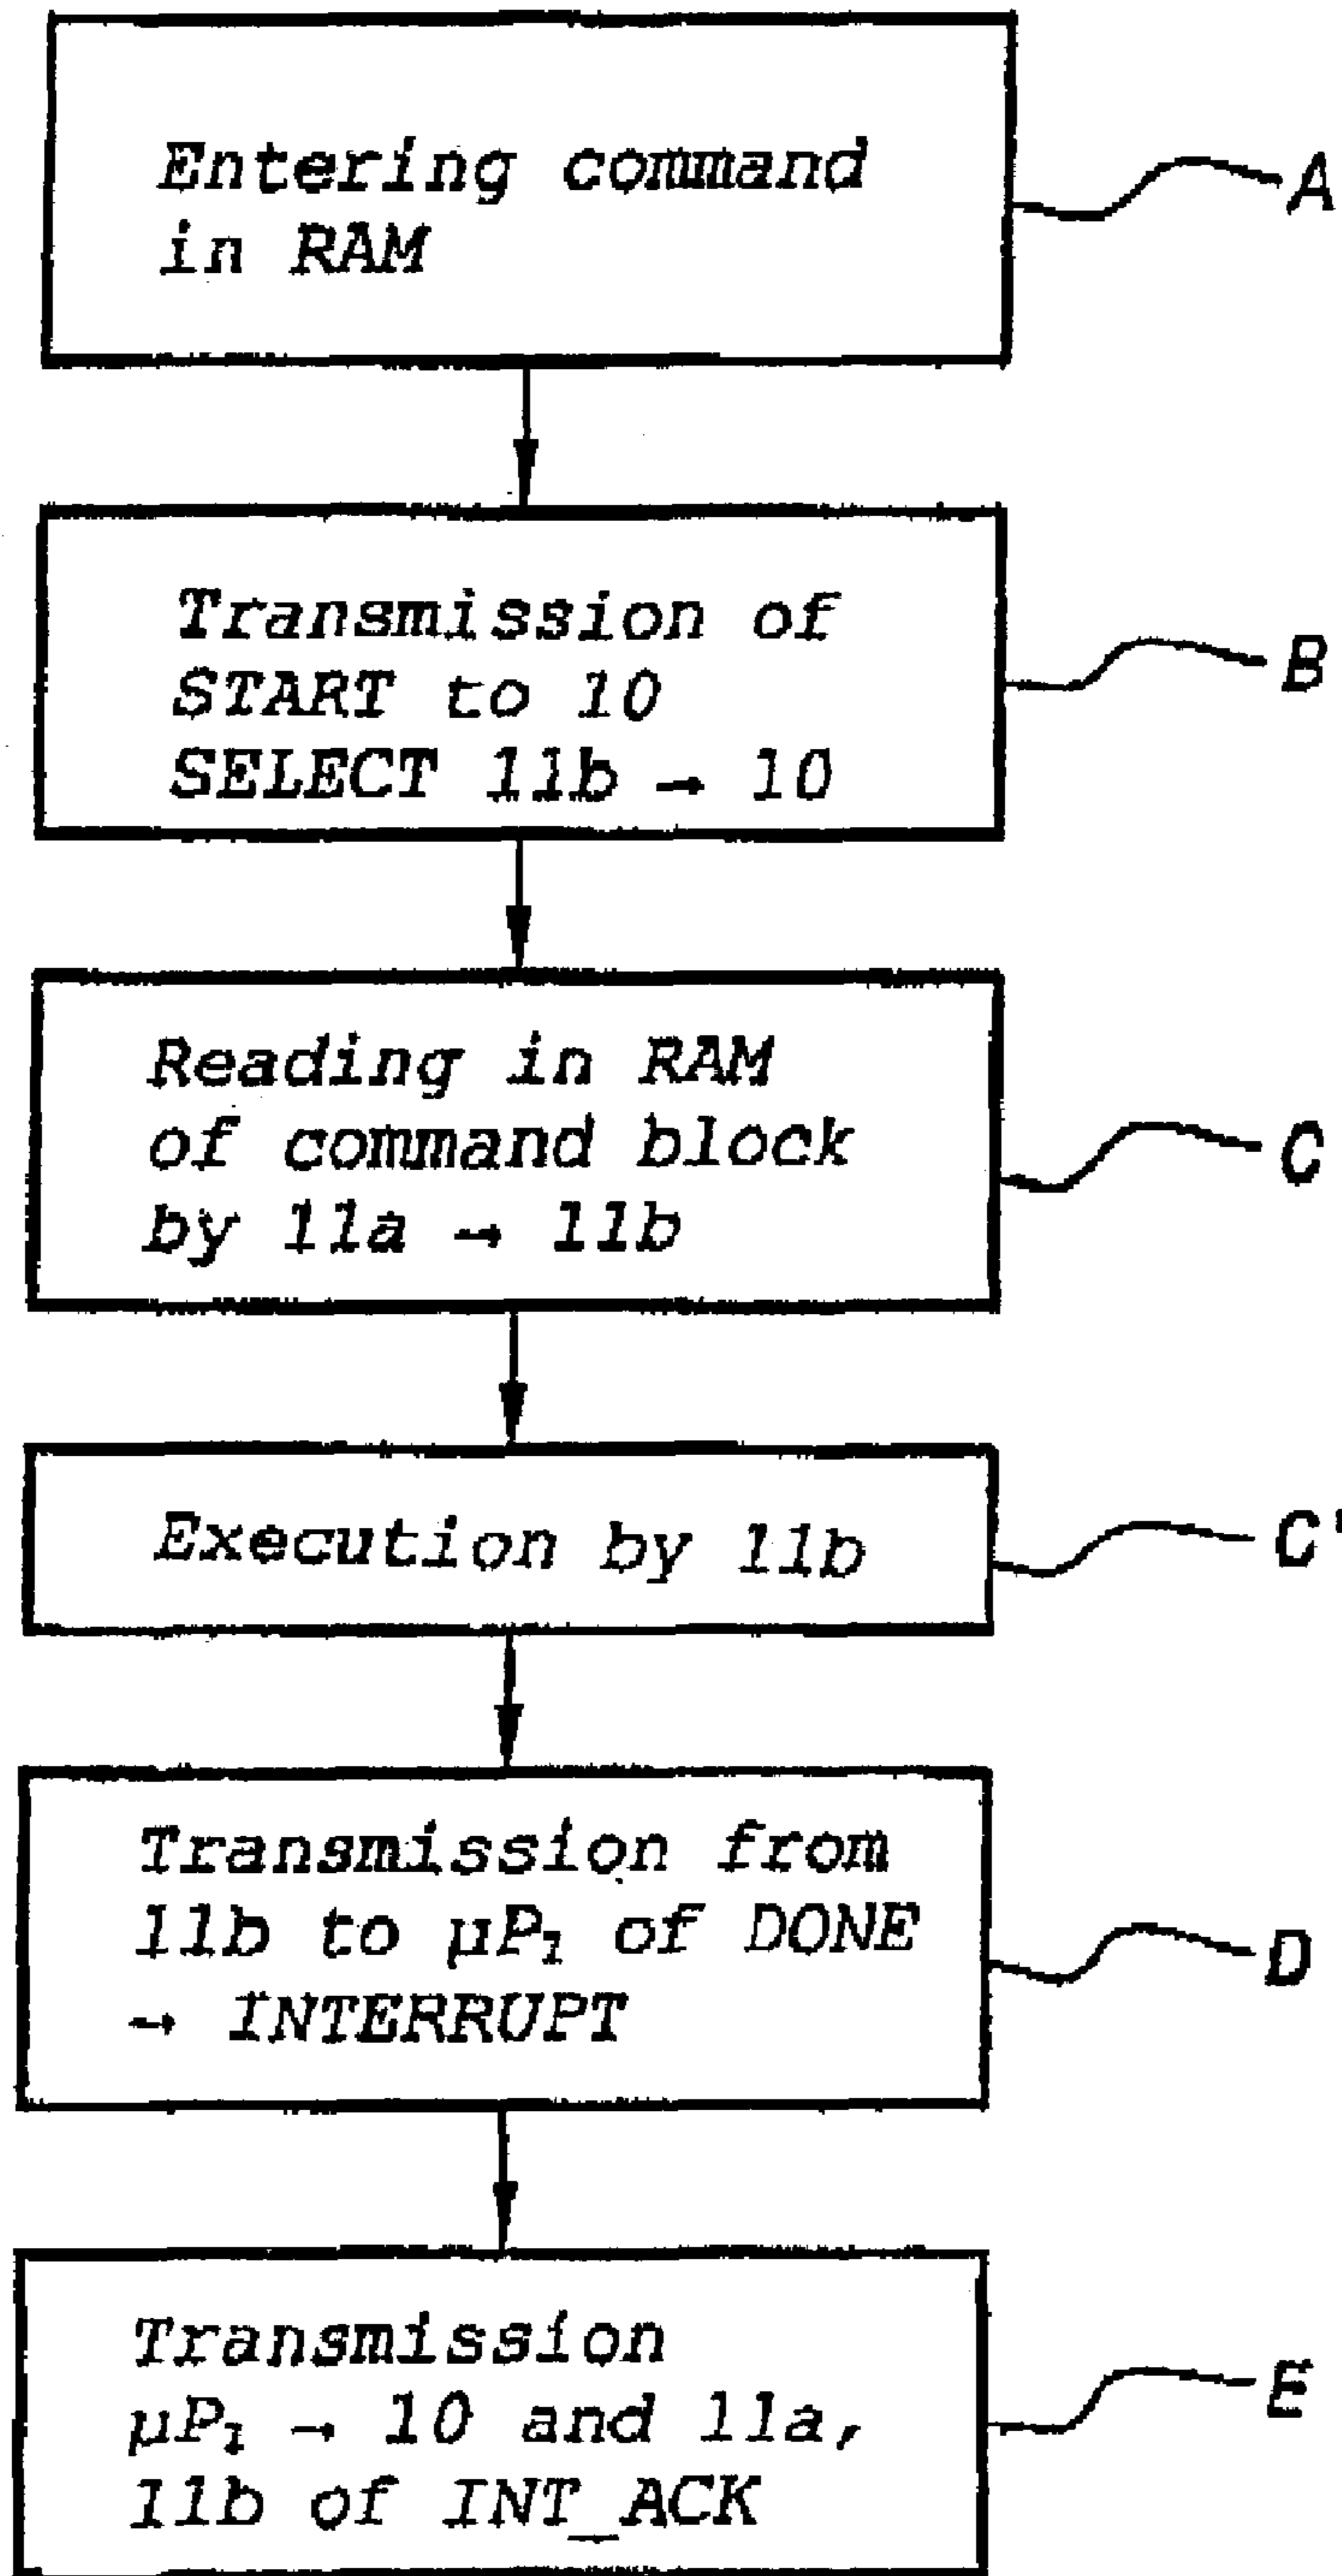 Entering command
in RAM
A
Transmission of
START to 10
SELECT 11b → 10
B
Reading in RAM
of command block
by 11a → 11b
C
Execution by 11b
C'
Transmission from
11b to µP₁ of DONE
→ INTERRUPT
D
Transmission
µP₁ → 10 and 11a,
11b of INT_ACK
E